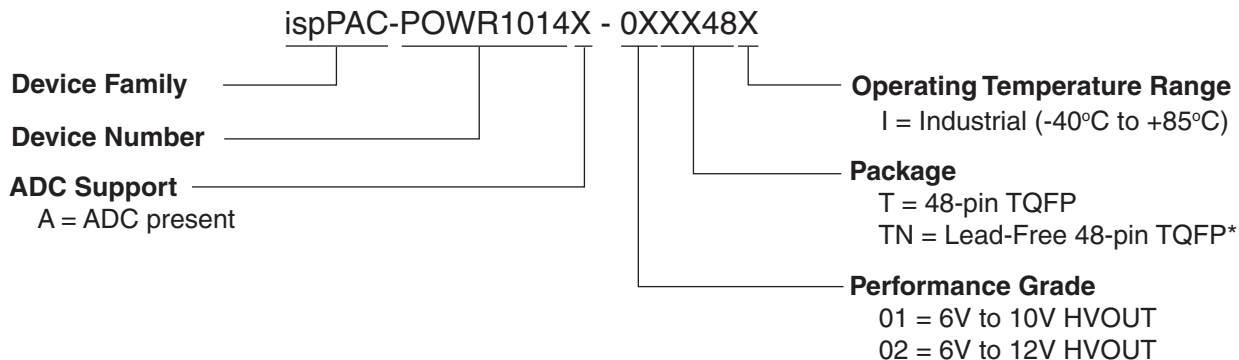 ispPAC-POWR1014X - 0XXX48X
Device Family
Device Number
ADC Support
A = ADC present
Operating Temperature Range
I = Industrial (-40°C to +85°C)
Package
T = 48-pin TQFP
TN = Lead-Free 48-pin TQFP*
Performance Grade
01 = 6V to 10V HVOUT
02 = 6V to 12V HVOUT